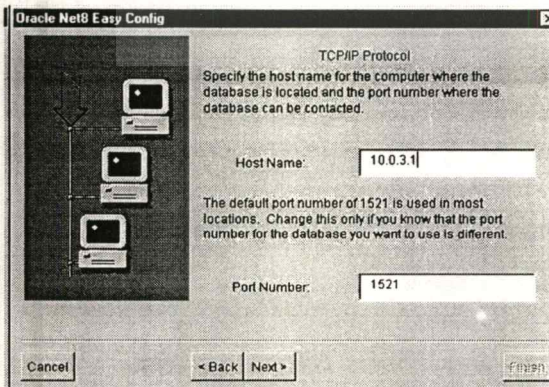 Oracle Net8 Easy Config
TCP/IP Protocol
Specify the host name for the computer where the
database is located and the port number where the
database can be contacted.
Host Name:
10.0.3.1
The default port number of 1521 is used in most
locations. Change this only if you know that the port
number for the database you want to use is different.
Port Number:
1521
Cancel
< Back
Next >
Finish